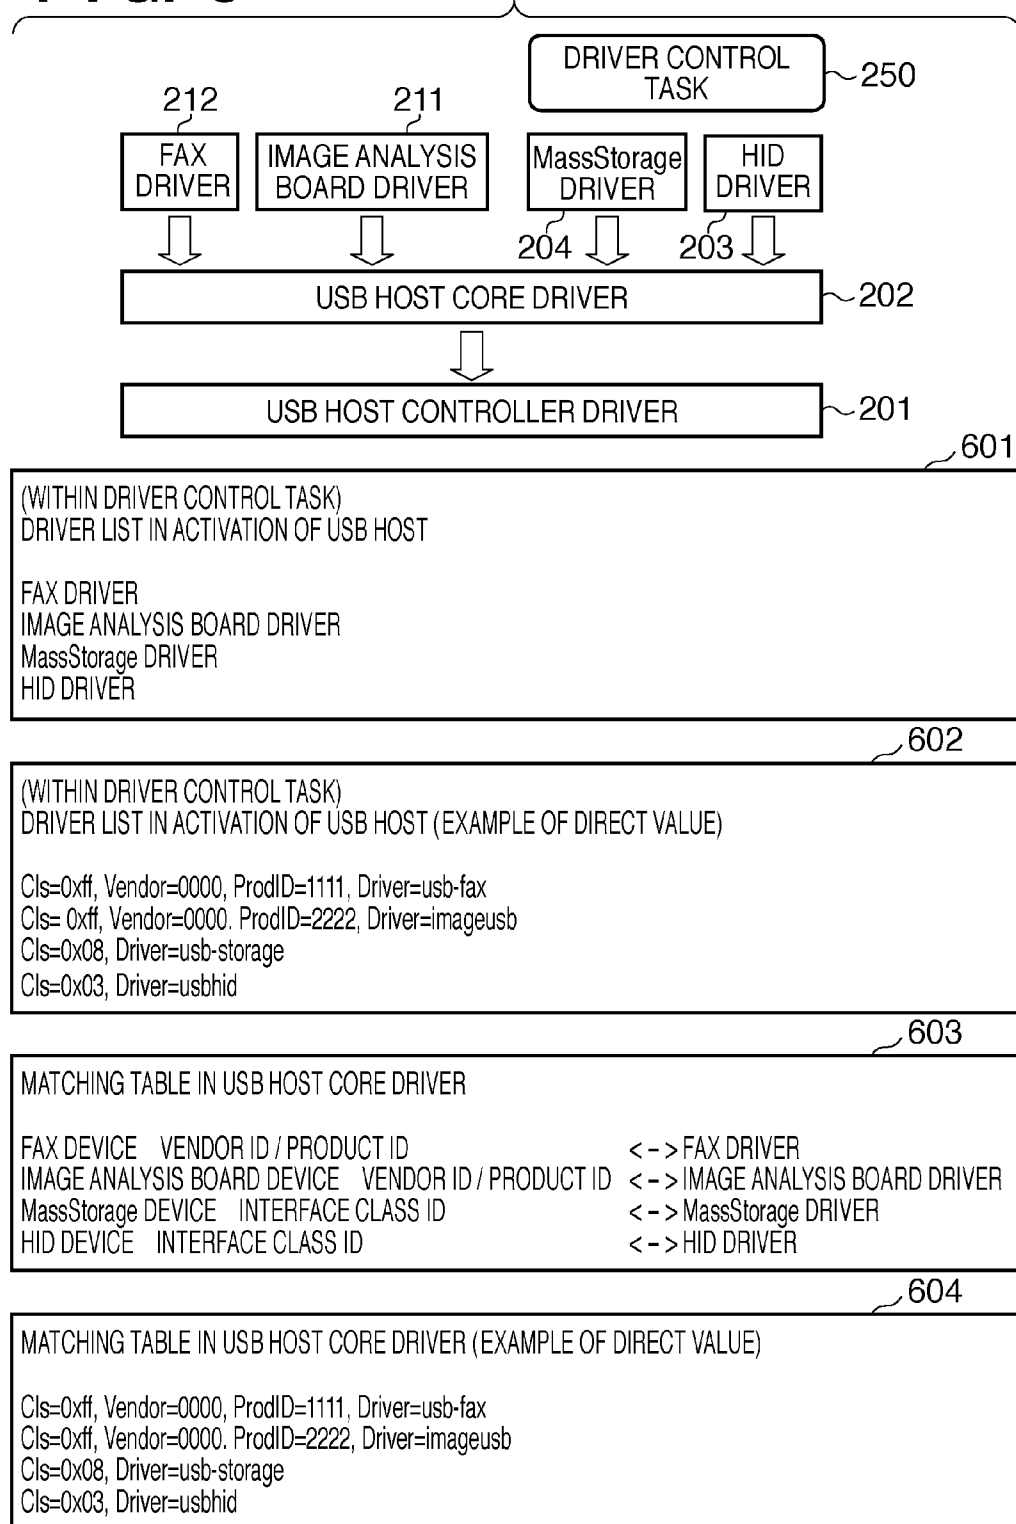 DRIVER CONTROL
TASK
250
212
211
FAX
DRIVER
IMAGE ANALYSIS
BOARD DRIVER
MassStorage
DRIVER
HID
DRIVER
204
203
USB HOST CORE DRIVER
202
USB HOST CONTROLLER DRIVER
201
601
(WITHIN DRIVER CONTROL TASK)
DRIVER LIST IN ACTIVATION OF USB HOST
FAX DRIVER
IMAGE ANALYSIS BOARD DRIVER
MassStorage DRIVER
HID DRIVER
602
(WITHIN DRIVER CONTROL TASK)
DRIVER LIST IN ACTIVATION OF USB HOST (EXAMPLE OF DIRECT VALUE)
Cls=0xff, Vendor=0000, ProdID=1111, Driver=usb-fax
Cls= 0xff, Vendor=0000. ProdID=2222, Driver=imageusb
Cls=0x08, Driver=usb-storage
Cls=0x03, Driver=usbhid
603
MATCHING TABLE IN USB HOST CORE DRIVER
FAX DEVICE VENDOR ID / PRODUCT ID <-> FAX DRIVER
IMAGE ANALYSIS BOARD DEVICE VENDOR ID / PRODUCT ID <-> IMAGE ANALYSIS BOARD DRIVER
MassStorage DEVICE INTERFACE CLASS ID <-> MassStorage DRIVER
HID DEVICE INTERFACE CLASS ID <-> HID DRIVER
604
MATCHING TABLE IN USB HOST CORE DRIVER (EXAMPLE OF DIRECT VALUE)
Cls=0xff, Vendor=0000, ProdID=1111, Driver=usb-fax
Cls=0xff, Vendor=0000. ProdID=2222, Driver=imageusb
Cls=0x08, Driver=usb-storage
Cls=0x03, Driver=usbhid